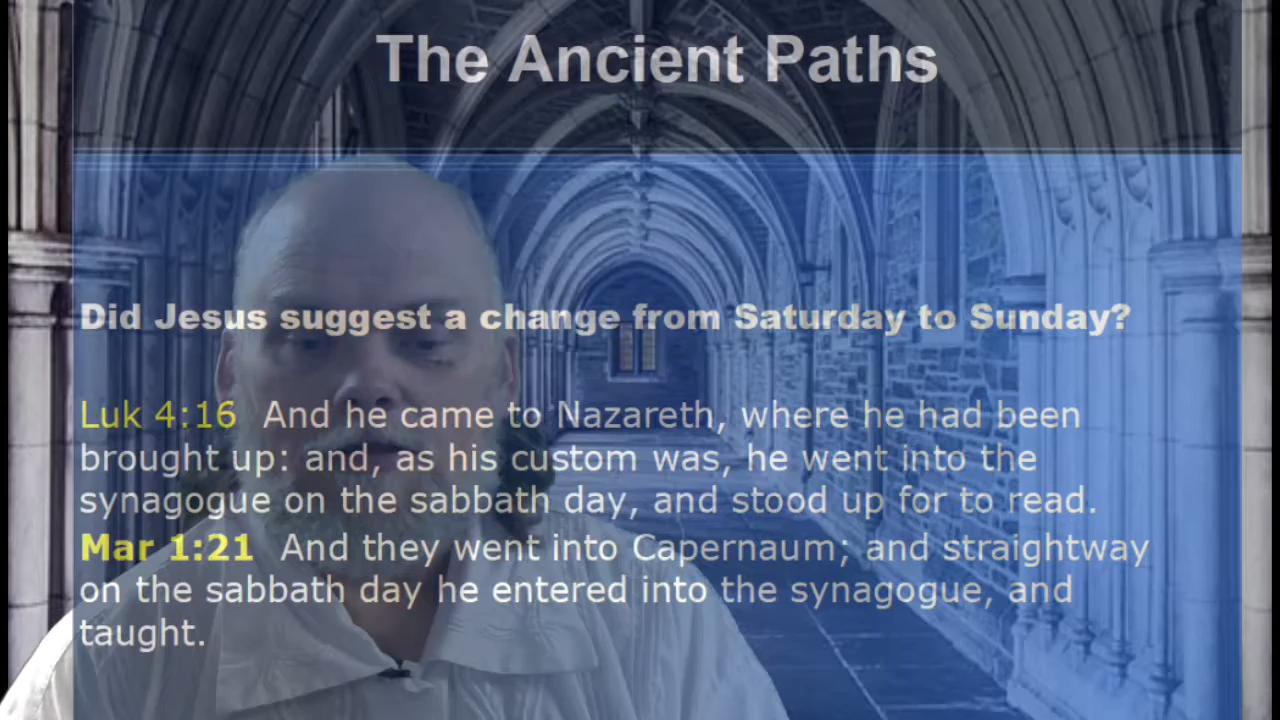 The Ancient Paths
Did Jesus suggest a change from Saturday to Sunday?
Luk 4:16 And he came to Nazareth, where he had been
brought up: and, as his custom was, he went into the
synagogue on the sabbath day, and stood up for to read.
Mar 1:21 And they went into Capernaum; and straightway
on the sabbath day he entered into the synagogue, and
taught.